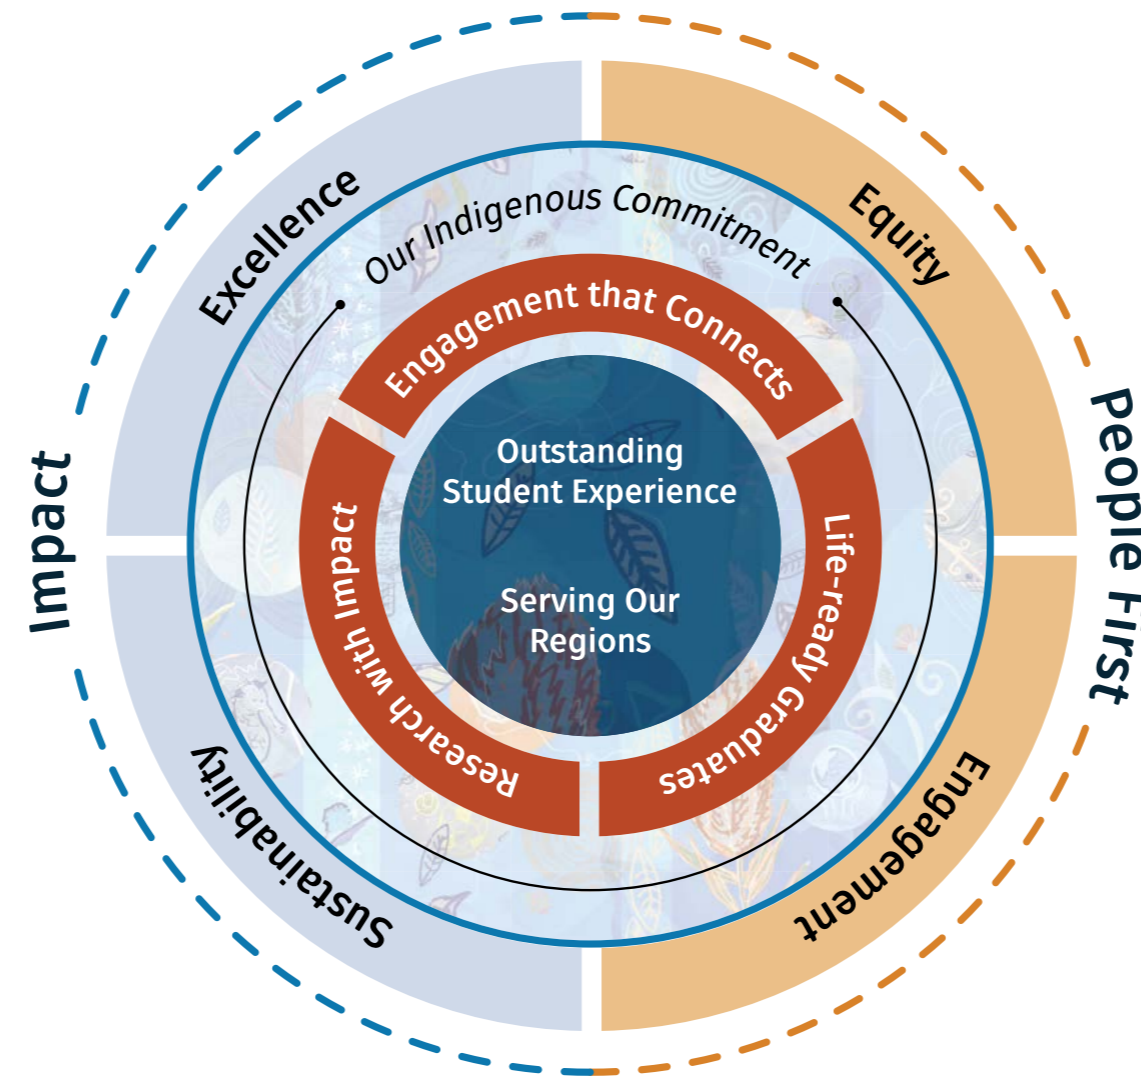 Impact
People First
Excellence
Equity
Sustainability
Engagement
Our Indigenous Commitment
Engagement that Connects
Research with Impact
Life-ready Graduates
Outstanding
Student Experience
Serving Our
Regions